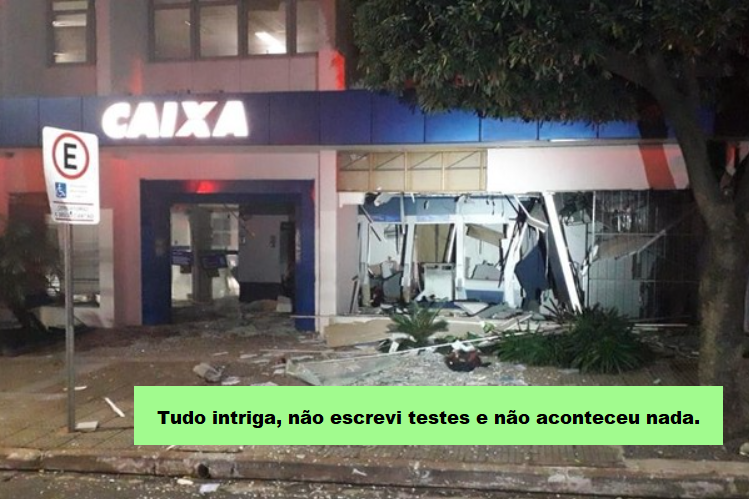 CAIXA
E
Tudo intriga, não escrevi testes e não aconteceu nada.